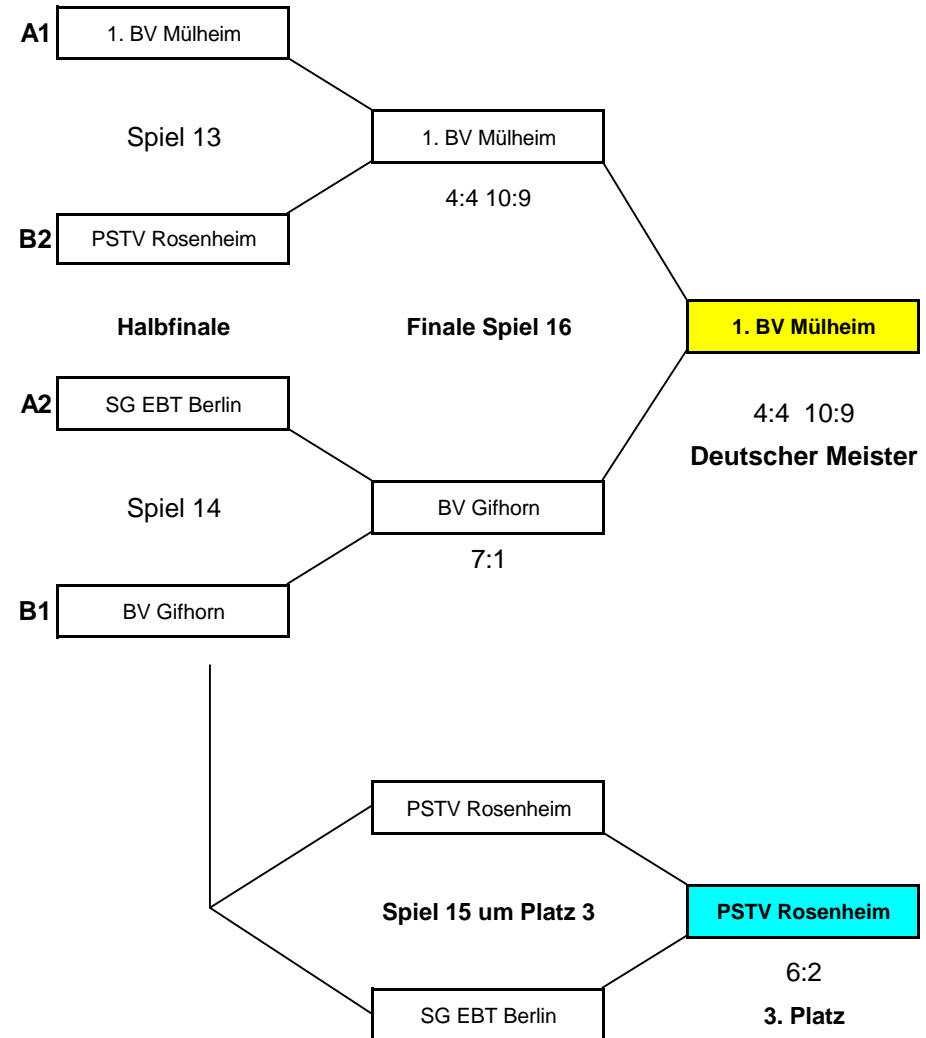 A1 1. BV Mülheim
Spiel 13
1. BV Mülheim
4:4 10:9
B2 PSTV Rosenheim
Halbfinale Finale Spiel 16 1. BV Mülheim
A2 SG EBT Berlin
4:4 10:9
Deutscher Meister
Spiel 14
BV Gifhorn
7:1
B1 BV Gifhorn
PSTV Rosenheim
Spiel 15 um Platz 3 PSTV Rosenheim
6:2
SG EBT Berlin 3. Platz